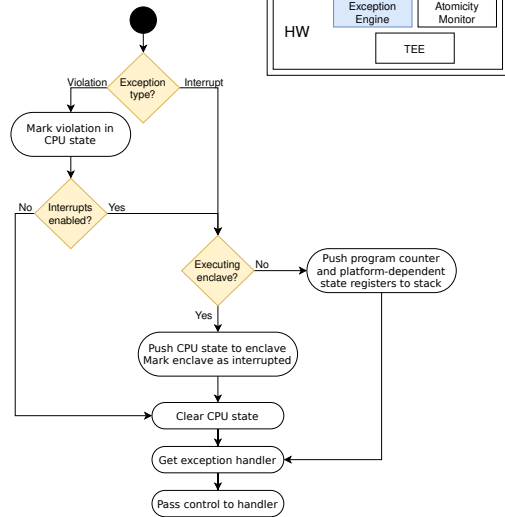 Exception
Engine
Atomicity
Monitor
HW
TEE
Violation
Exception
type?
Interrupt
Mark violation in
CPU state
No
Interrupts
enabled?
Yes
Executing
enclave?
No
Push program counter
and platform-dependent
state registers to stack
Yes
Push CPU state to enclave
Mark enclave as interrupted
Clear CPU state
Get exception handler
Pass control to handler